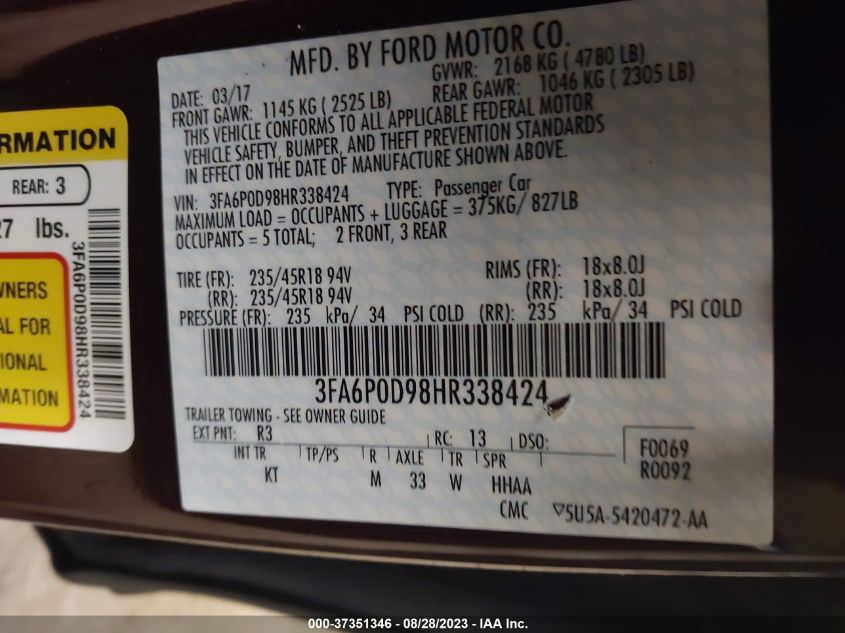 MFD. BY FORD MOTOR CO.
DATE: 03/17 GVWR: 2168 KG ( 4780 LB)
FRONT GAWR: 1145 KG ( 2525 LB) REAR GAWR: 1046 KG ( 2305 LB)
THIS VEHICLE CONFORMS TO ALL APPLICABLE FEDERAL MOTOR
VEHICLE SAFETY, BUMPER, AND THEFT PREVENTION STANDARDS
IN EFFECT ON THE DATE OF MANUFACTURE SHOWN ABOVE.
VIN: 3FA6P0D98HR338424 TYPE: Passenger Car
MAXIMUM LOAD = OCCUPANTS + LUGGAGE = 375KG/ 827LB
OCCUPANTS = 5 TOTAL; 2 FRONT, 3 REAR
TIRE (FR): 235/45R18 94V RIMS (FR): 18x8.0J
(RR): 235/45R18 94V (RR): 18x8.0J
PRESSURE (FR): 235 kPa/ 34 PSI COLD (RR): 235 kPa/ 34 PSI COLD
3FA6P0D98HR338424
TRAILER TOWING - SEE OWNER GUIDE
EXT PNT: R3 RC: 13 DSO: F0069
INT TR TP/PS R AXLE TR SPR R0092
KT M 33 W HHAA
CMC ▽5U5A-5420472-AA
RMATION
REAR: 3
27 lbs.
3FA6P0D98HR338424
WNERS
AL FOR
IONAL
MATION
000-37351346 - 08/28/2023 - IAA Inc.